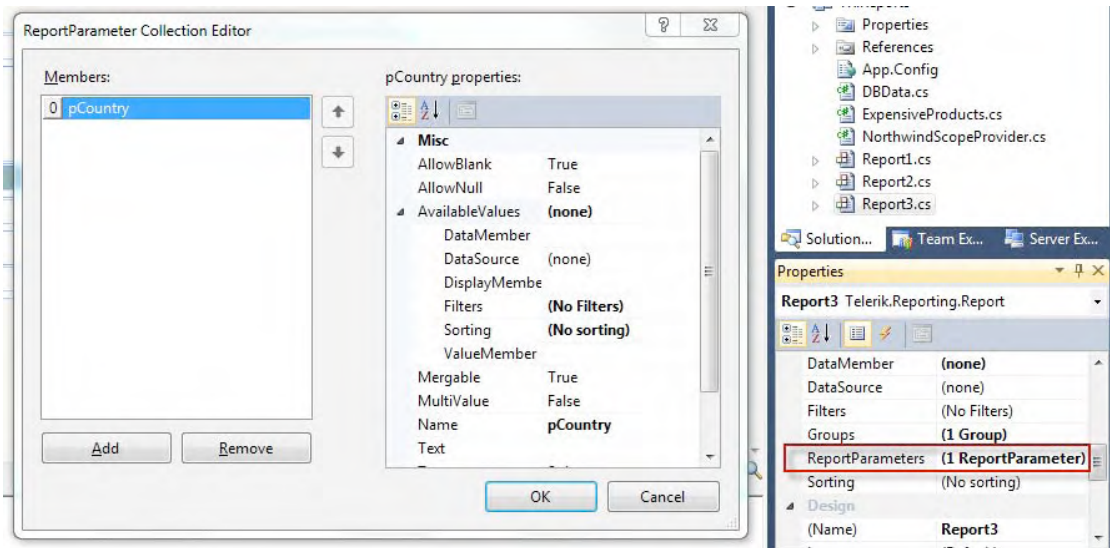 ReportParameter Collection Editor
Members:
0 pCountry
Add Remove
pCountry properties:
Misc
AllowBlank True
AllowNull False
AvailableValues (none)
DataMember
DataSource (none)
DisplayMembe
Filters (No Filters)
Sorting (No sorting)
ValueMember
Mergable True
MultiValue False
Name pCountry
Text
OK Cancel
Properties
References
App.Config
DBData.cs
ExpensiveProducts.cs
NorthwindScopeProvider.cs
Report1.cs
Report2.cs
Report3.cs
Solution... Team Ex... Server Ex...
Properties
Report3 Telerik.Reporting.Report
DataMember (none)
DataSource (none)
Filters (No Filters)
Groups (1 Group)
ReportParameters (1 ReportParameter)
Sorting (No sorting)
Design
(Name) Report3